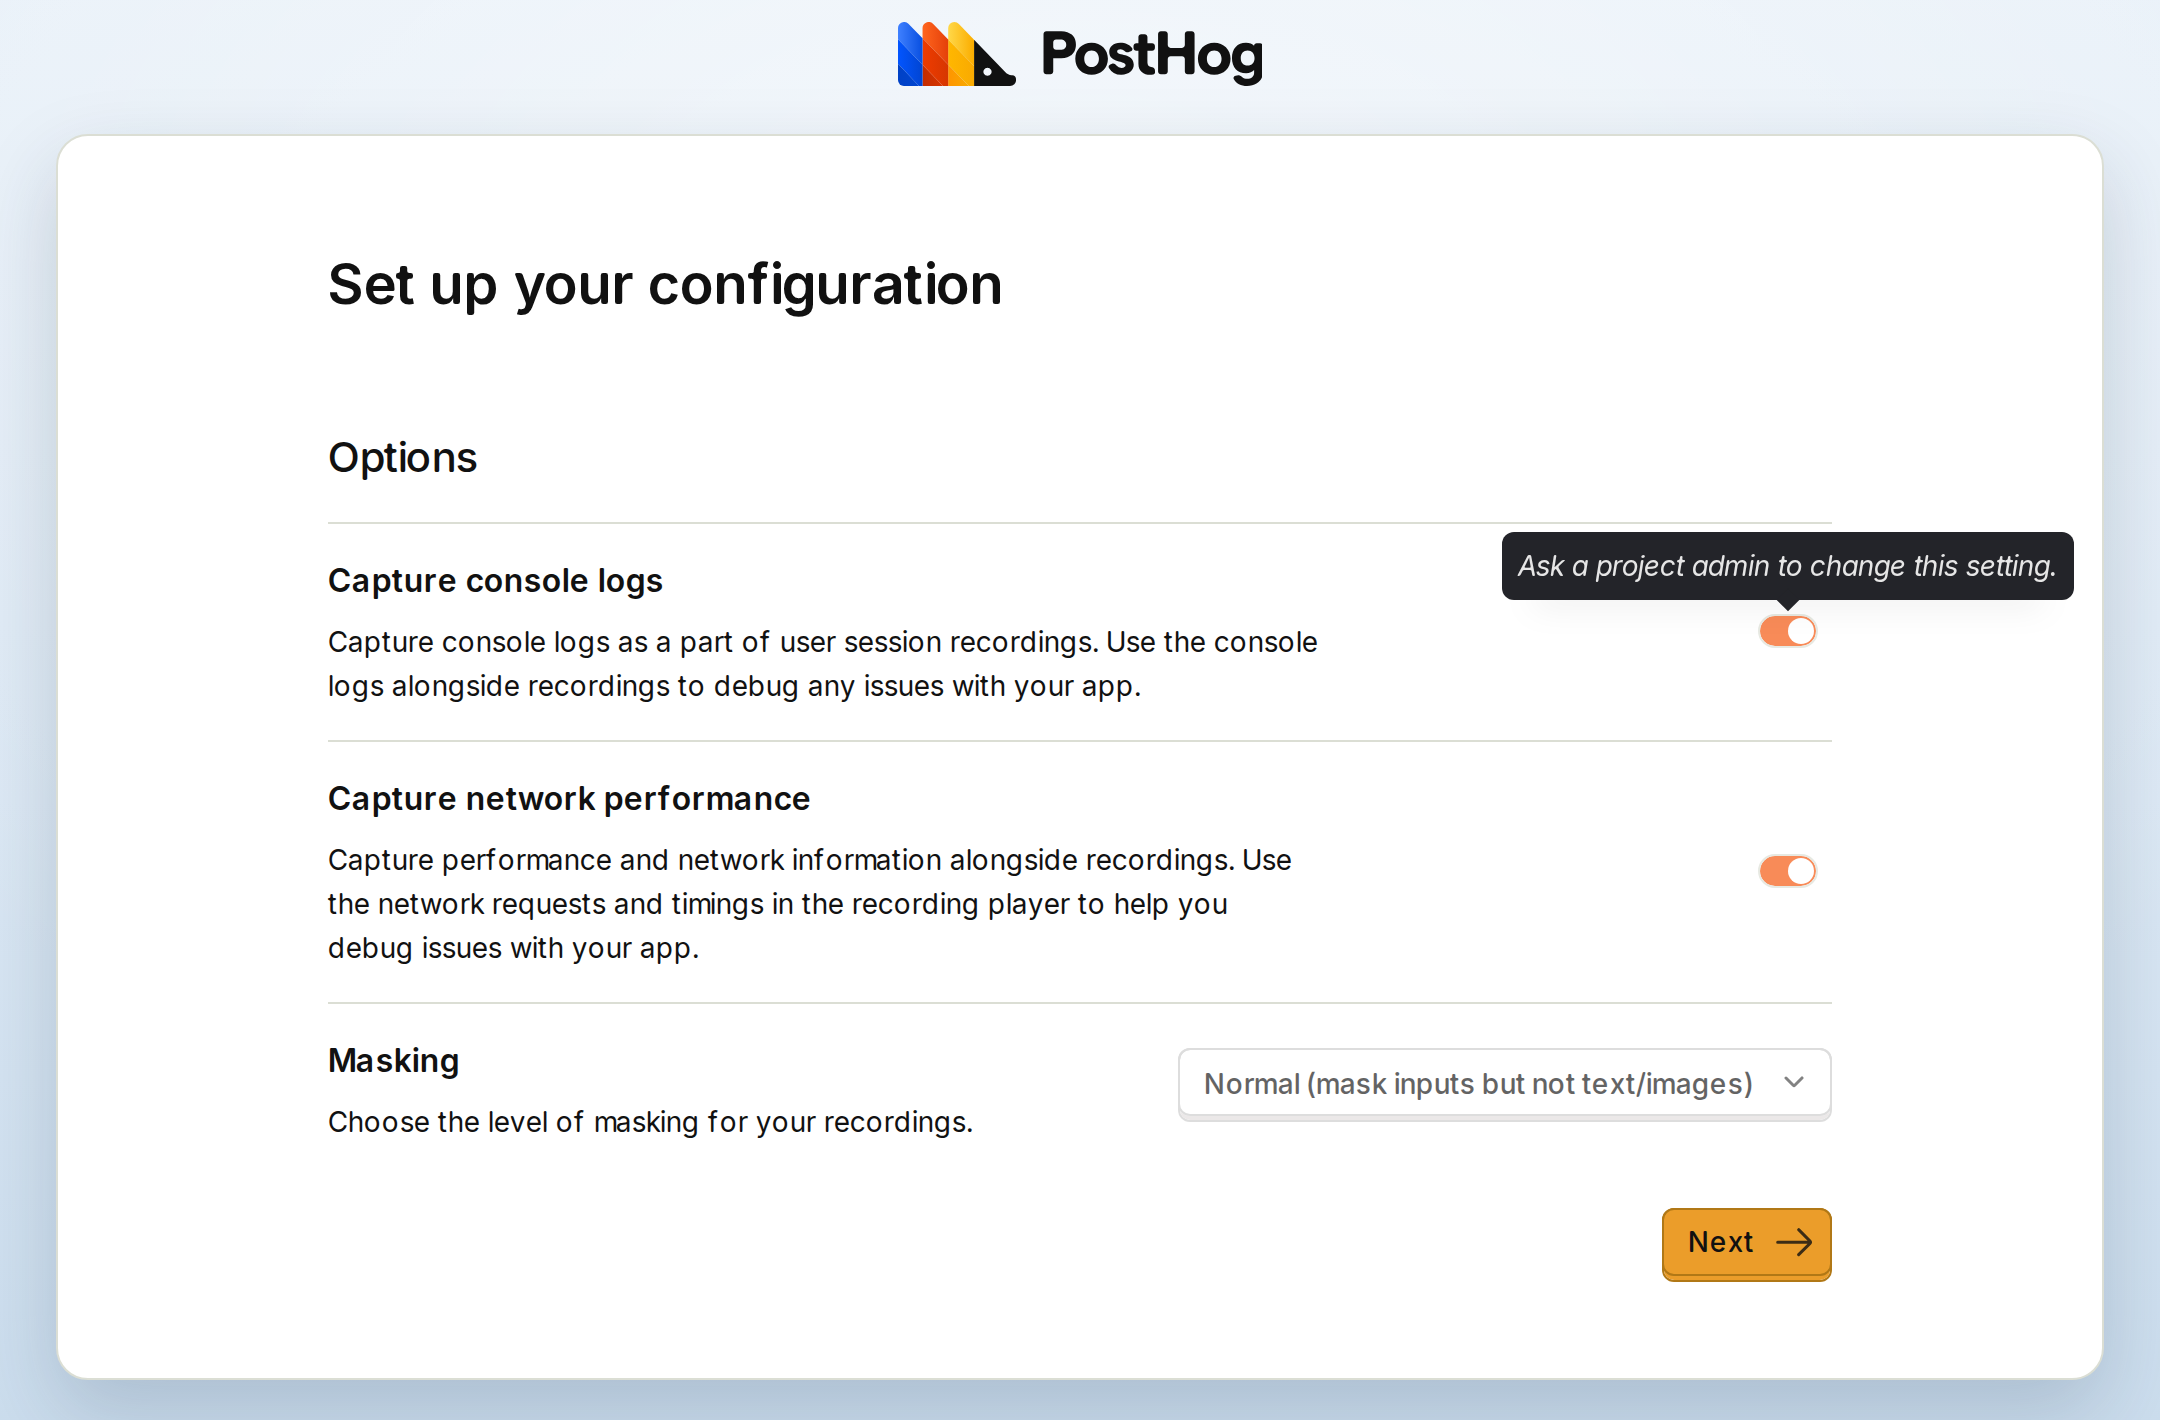 PostHog
Set up your configuration
Options
Ask a project admin to change this setting.
Capture console logs
Capture console logs as a part of user session recordings. Use the console
logs alongside recordings to debug any issues with your app.
Capture network performance
Capture performance and network information alongside recordings. Use
the network requests and timings in the recording player to help you
debug issues with your app.
Masking
Normal (mask inputs but not text/images)
Choose the level of masking for your recordings.
Next